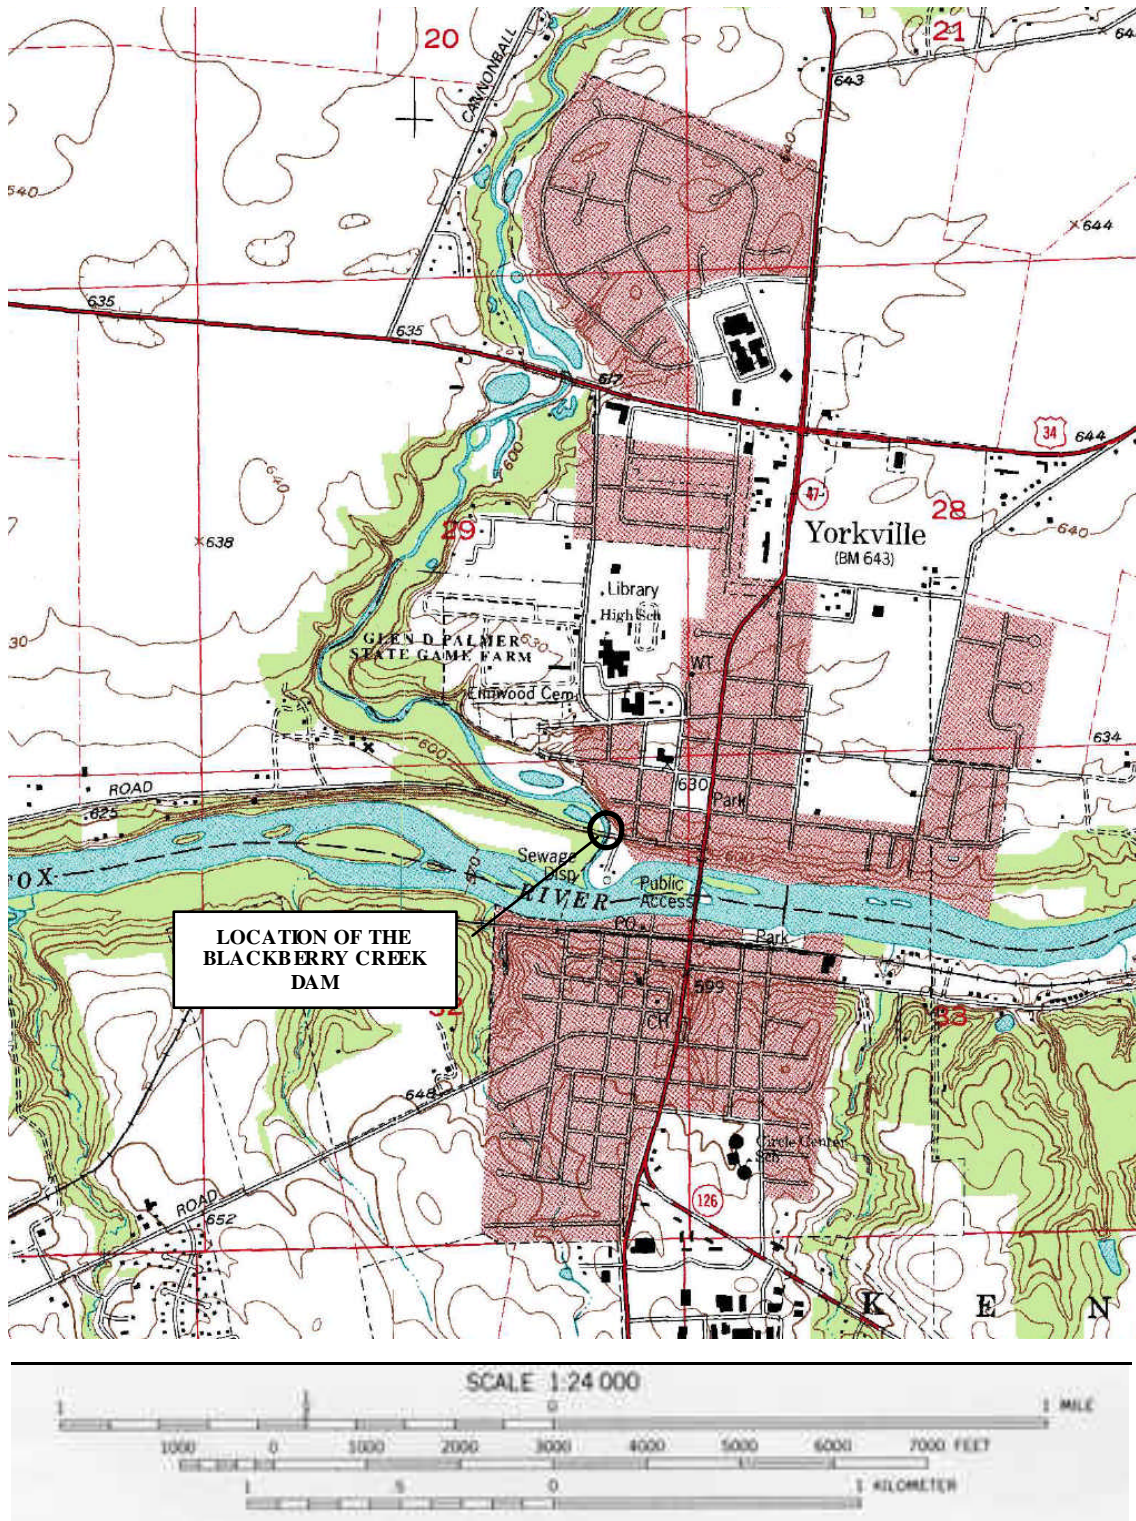 20
21
CANNONBALL
643
640
640
644
635
635
617
34
644
600
640
47
28
29
638
Yorkville
(BM 643)
640
Library
High Sch
630
30
GLEN D PALMER
STATE GAME FARM
WT
Elmwood Cem
600
634
ROAD
630
Park
625
Sewage
Disp
OX
RIVER
Public
Access
PO
Park
LOCATION OF THE
BLACKBERRY CREEK
DAM
599
32
33
CH
648
Circle Center
Sch
ROAD
126
652
K E N
SCALE 1:24 000
1 0 1 MILE
1000 0 1000 2000 3000 4000 5000 6000 7000 FEET
1 .5 0 1 KILOMETER